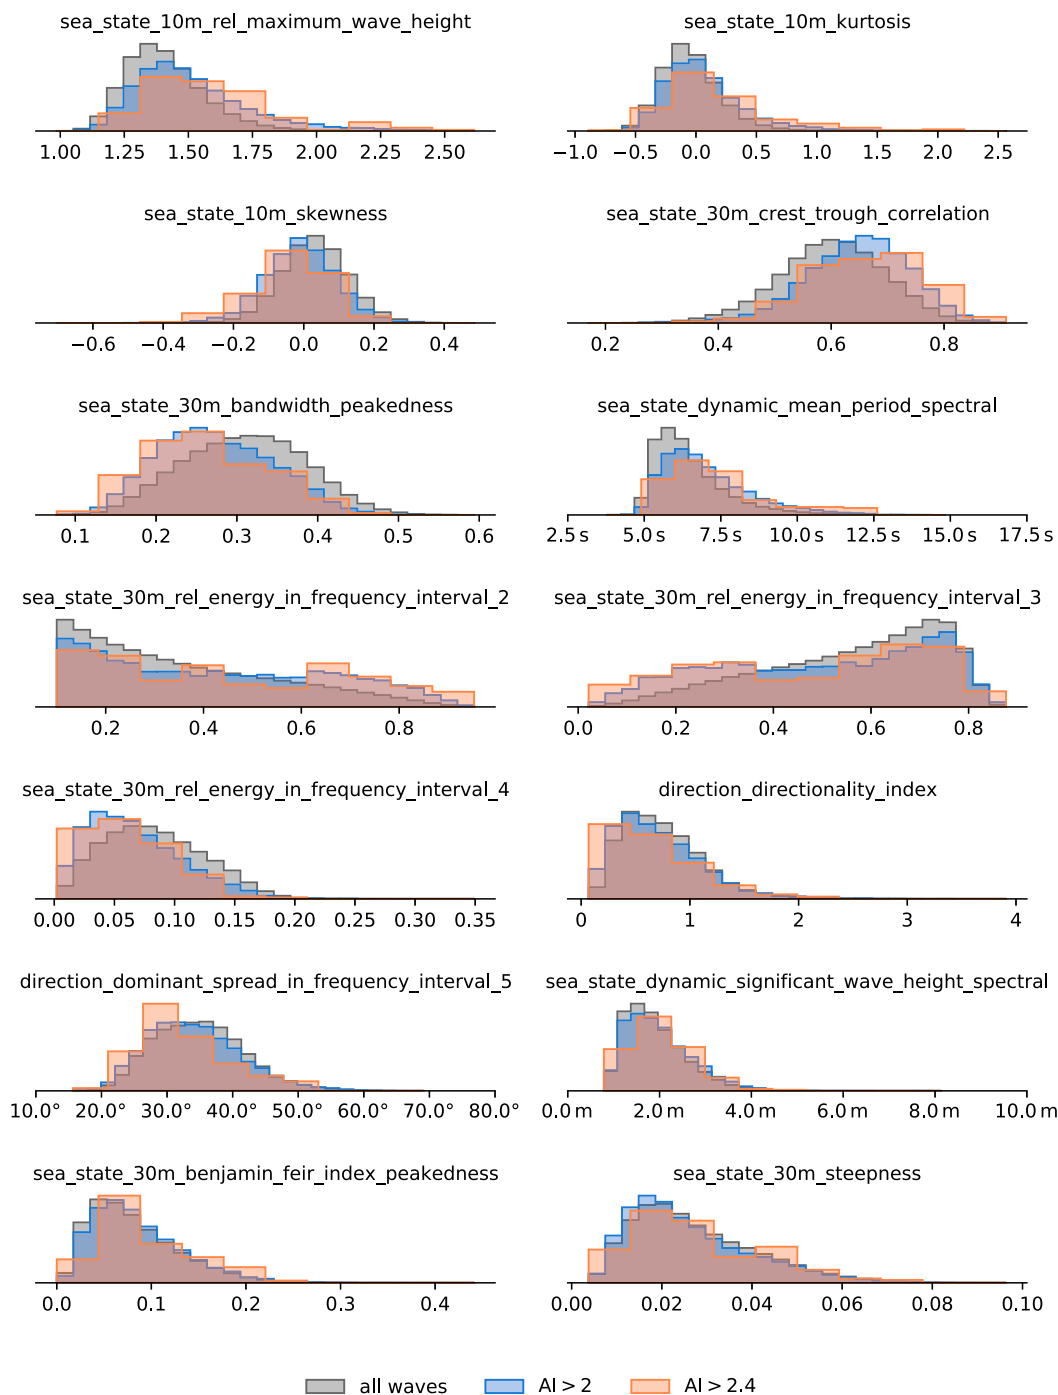 sea_state_10m_rel_maximum_wave_height sea_state_10m_kurtosis
1.00 1.25 1.50 1.75 2.00 2.25 2.50 −1.0 −0.5 0.0 0.5 1.0 1.5 2.0 2.5
sea_state_10m_skewness sea_state_30m_crest_trough_correlation
−0.6 −0.4 −0.2 0.0 0.2 0.4 0.2 0.4 0.6 0.8
sea_state_30m_bandwidth_peakedness sea_state_dynamic_mean_period_spectral
0.1 0.2 0.3 0.4 0.5 0.6 2.5 s 5.0 s 7.5 s 10.0 s 12.5 s 15.0 s 17.5 s
sea_state_30m_rel_energy_in_frequency_interval_2 sea_state_30m_rel_energy_in_frequency_interval_3
0.2 0.4 0.6 0.8 0.0 0.2 0.4 0.6 0.8
sea_state_30m_rel_energy_in_frequency_interval_4 direction_directionality_index
0.00 0.05 0.10 0.15 0.20 0.25 0.30 0.35 0 1 2 3 4
direction_dominant_spread_in_frequency_interval_5 sea_state_dynamic_significant_wave_height_spectral
10.0° 20.0° 30.0° 40.0° 50.0° 60.0° 70.0° 80.0° 0.0 m 2.0 m 4.0 m 6.0 m 8.0 m 10.0 m
sea_state_30m_benjamin_feir_index_peakedness sea_state_30m_steepness
0.0 0.1 0.2 0.3 0.4 0.00 0.02 0.04 0.06 0.08 0.10
all waves AI > 2 AI > 2.4